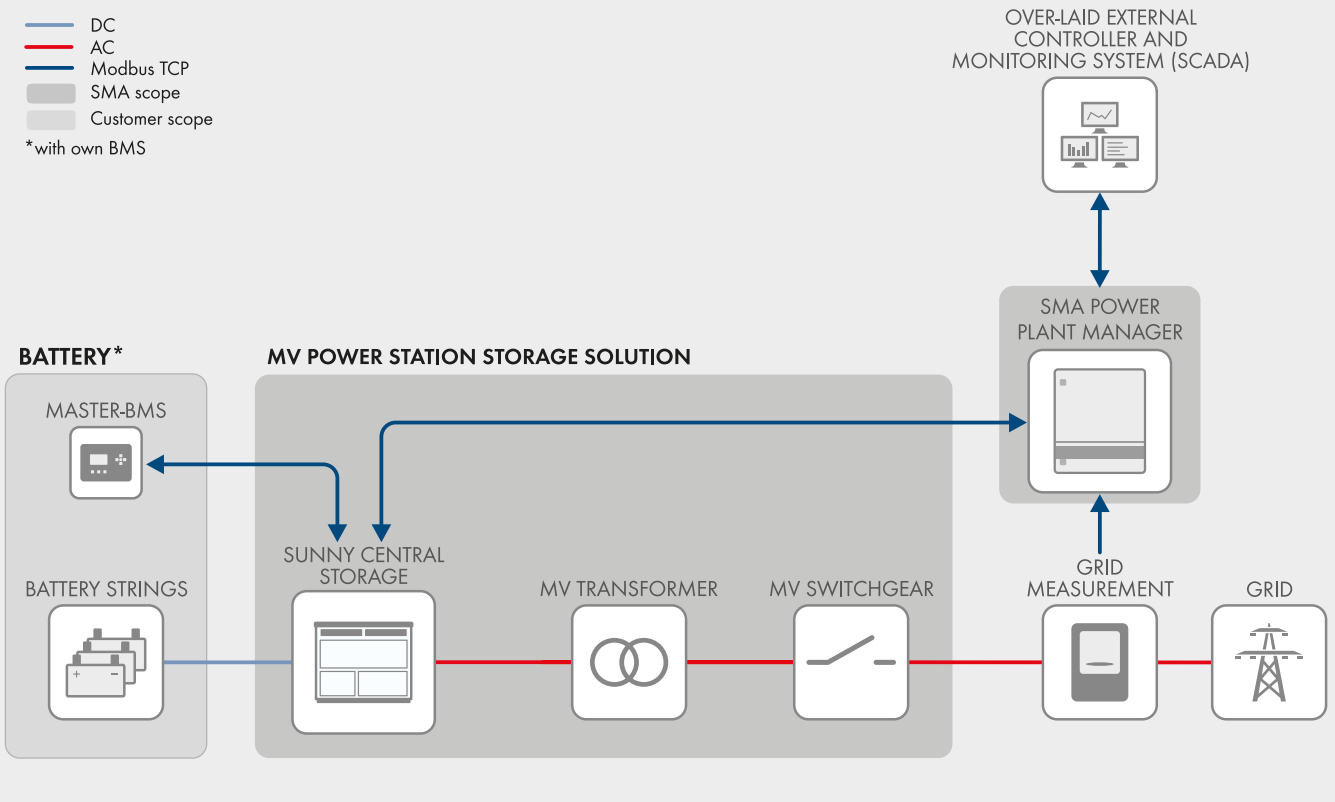 DC
AC
Modbus TCP
SMA scope
Customer scope
*with own BMS
OVER-LAID EXTERNAL
CONTROLLER AND
MONITORING SYSTEM (SCADA)
SMA POWER
PLANT MANAGER
BATTERY*
MV POWER STATION STORAGE SOLUTION
MASTER-BMS
SUNNY CENTRAL
STORAGE
BATTERY STRINGS
MV TRANSFORMER
MV SWITCHGEAR
GRID
MEASUREMENT
GRID